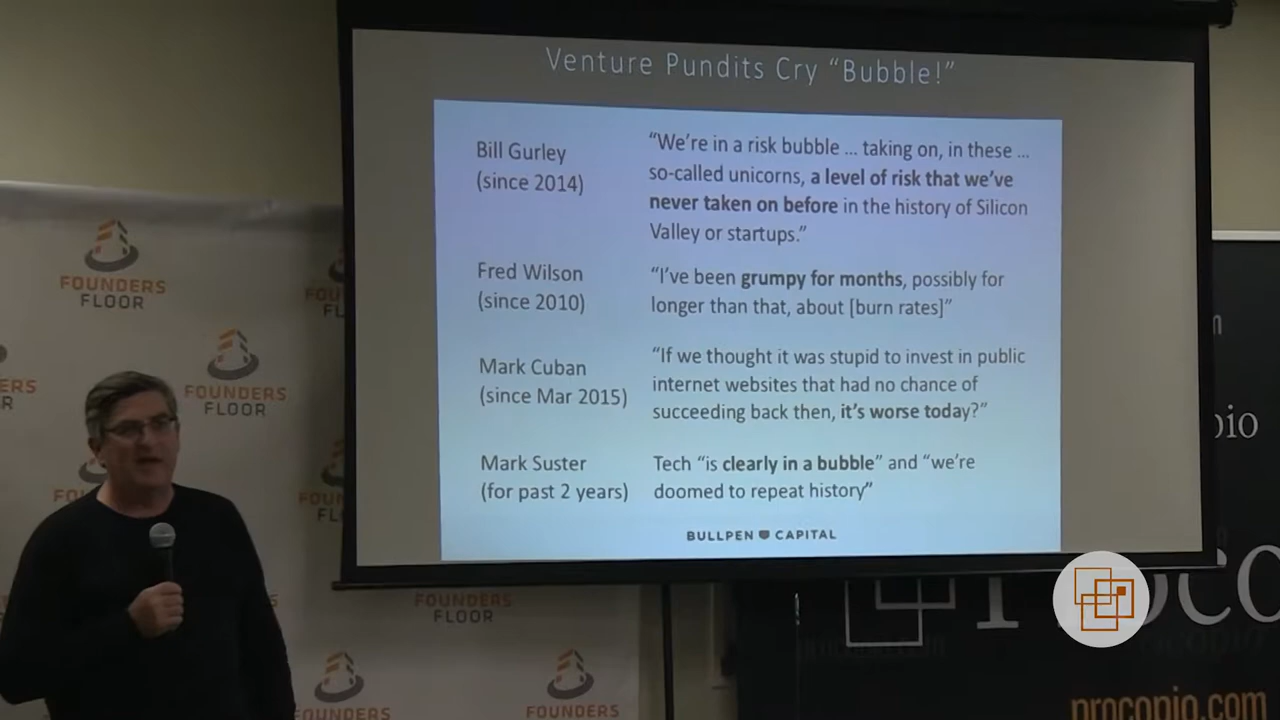 Venture Pundits Cry “Bubble!”
Bill Gurley
(since 2014)
“We’re in a risk bubble ... taking on, in these ...
so-called unicorns, a level of risk that we’ve
never taken on before in the history of Silicon
Valley or startups.”
Fred Wilson
(since 2010)
“I’ve been grumpy for months, possibly for
longer than that, about [burn rates]”
Mark Cuban
(since Mar 2015)
“If we thought it was stupid to invest in public
internet websites that had no chance of
succeeding back then, it’s worse today?”
Mark Suster
(for past 2 years)
Tech “is clearly in a bubble” and “we’re
doomed to repeat history”
BULLPEN CAPITAL
FOUNDERS
FLOOR
FOUNDERS
FLOOR
FOUNDERS
FLOOR
FOUNDERS
FOUNDERS
procopio.com